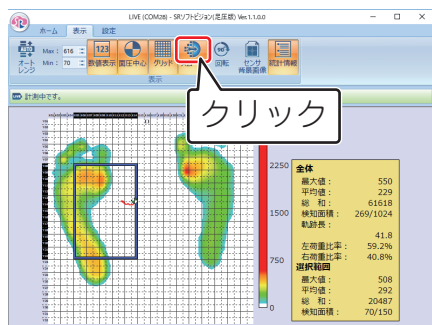 LIVE (COM28) - SRソフトビジョン(足圧版) Ver.1.1.0.0
ホーム 表示 設定
オートレンジ
Max : 616
Min : 70
123
数値表示
圧中心
グリッド
90°
回転
センサ
背景画像
統計情報
表示
LIVE 計測中です。
クリック
2250
1500
750
0
全体
最大値 : 550
平均値 : 229
総 和 : 61618
検知面積 : 269/1024
軌跡長 :
41.8
左荷重比率 : 59.2%
右荷重比率 : 40.8%
選択範囲
最大値 : 508
平均値 : 292
総 和 : 20487
検知面積 : 70/150